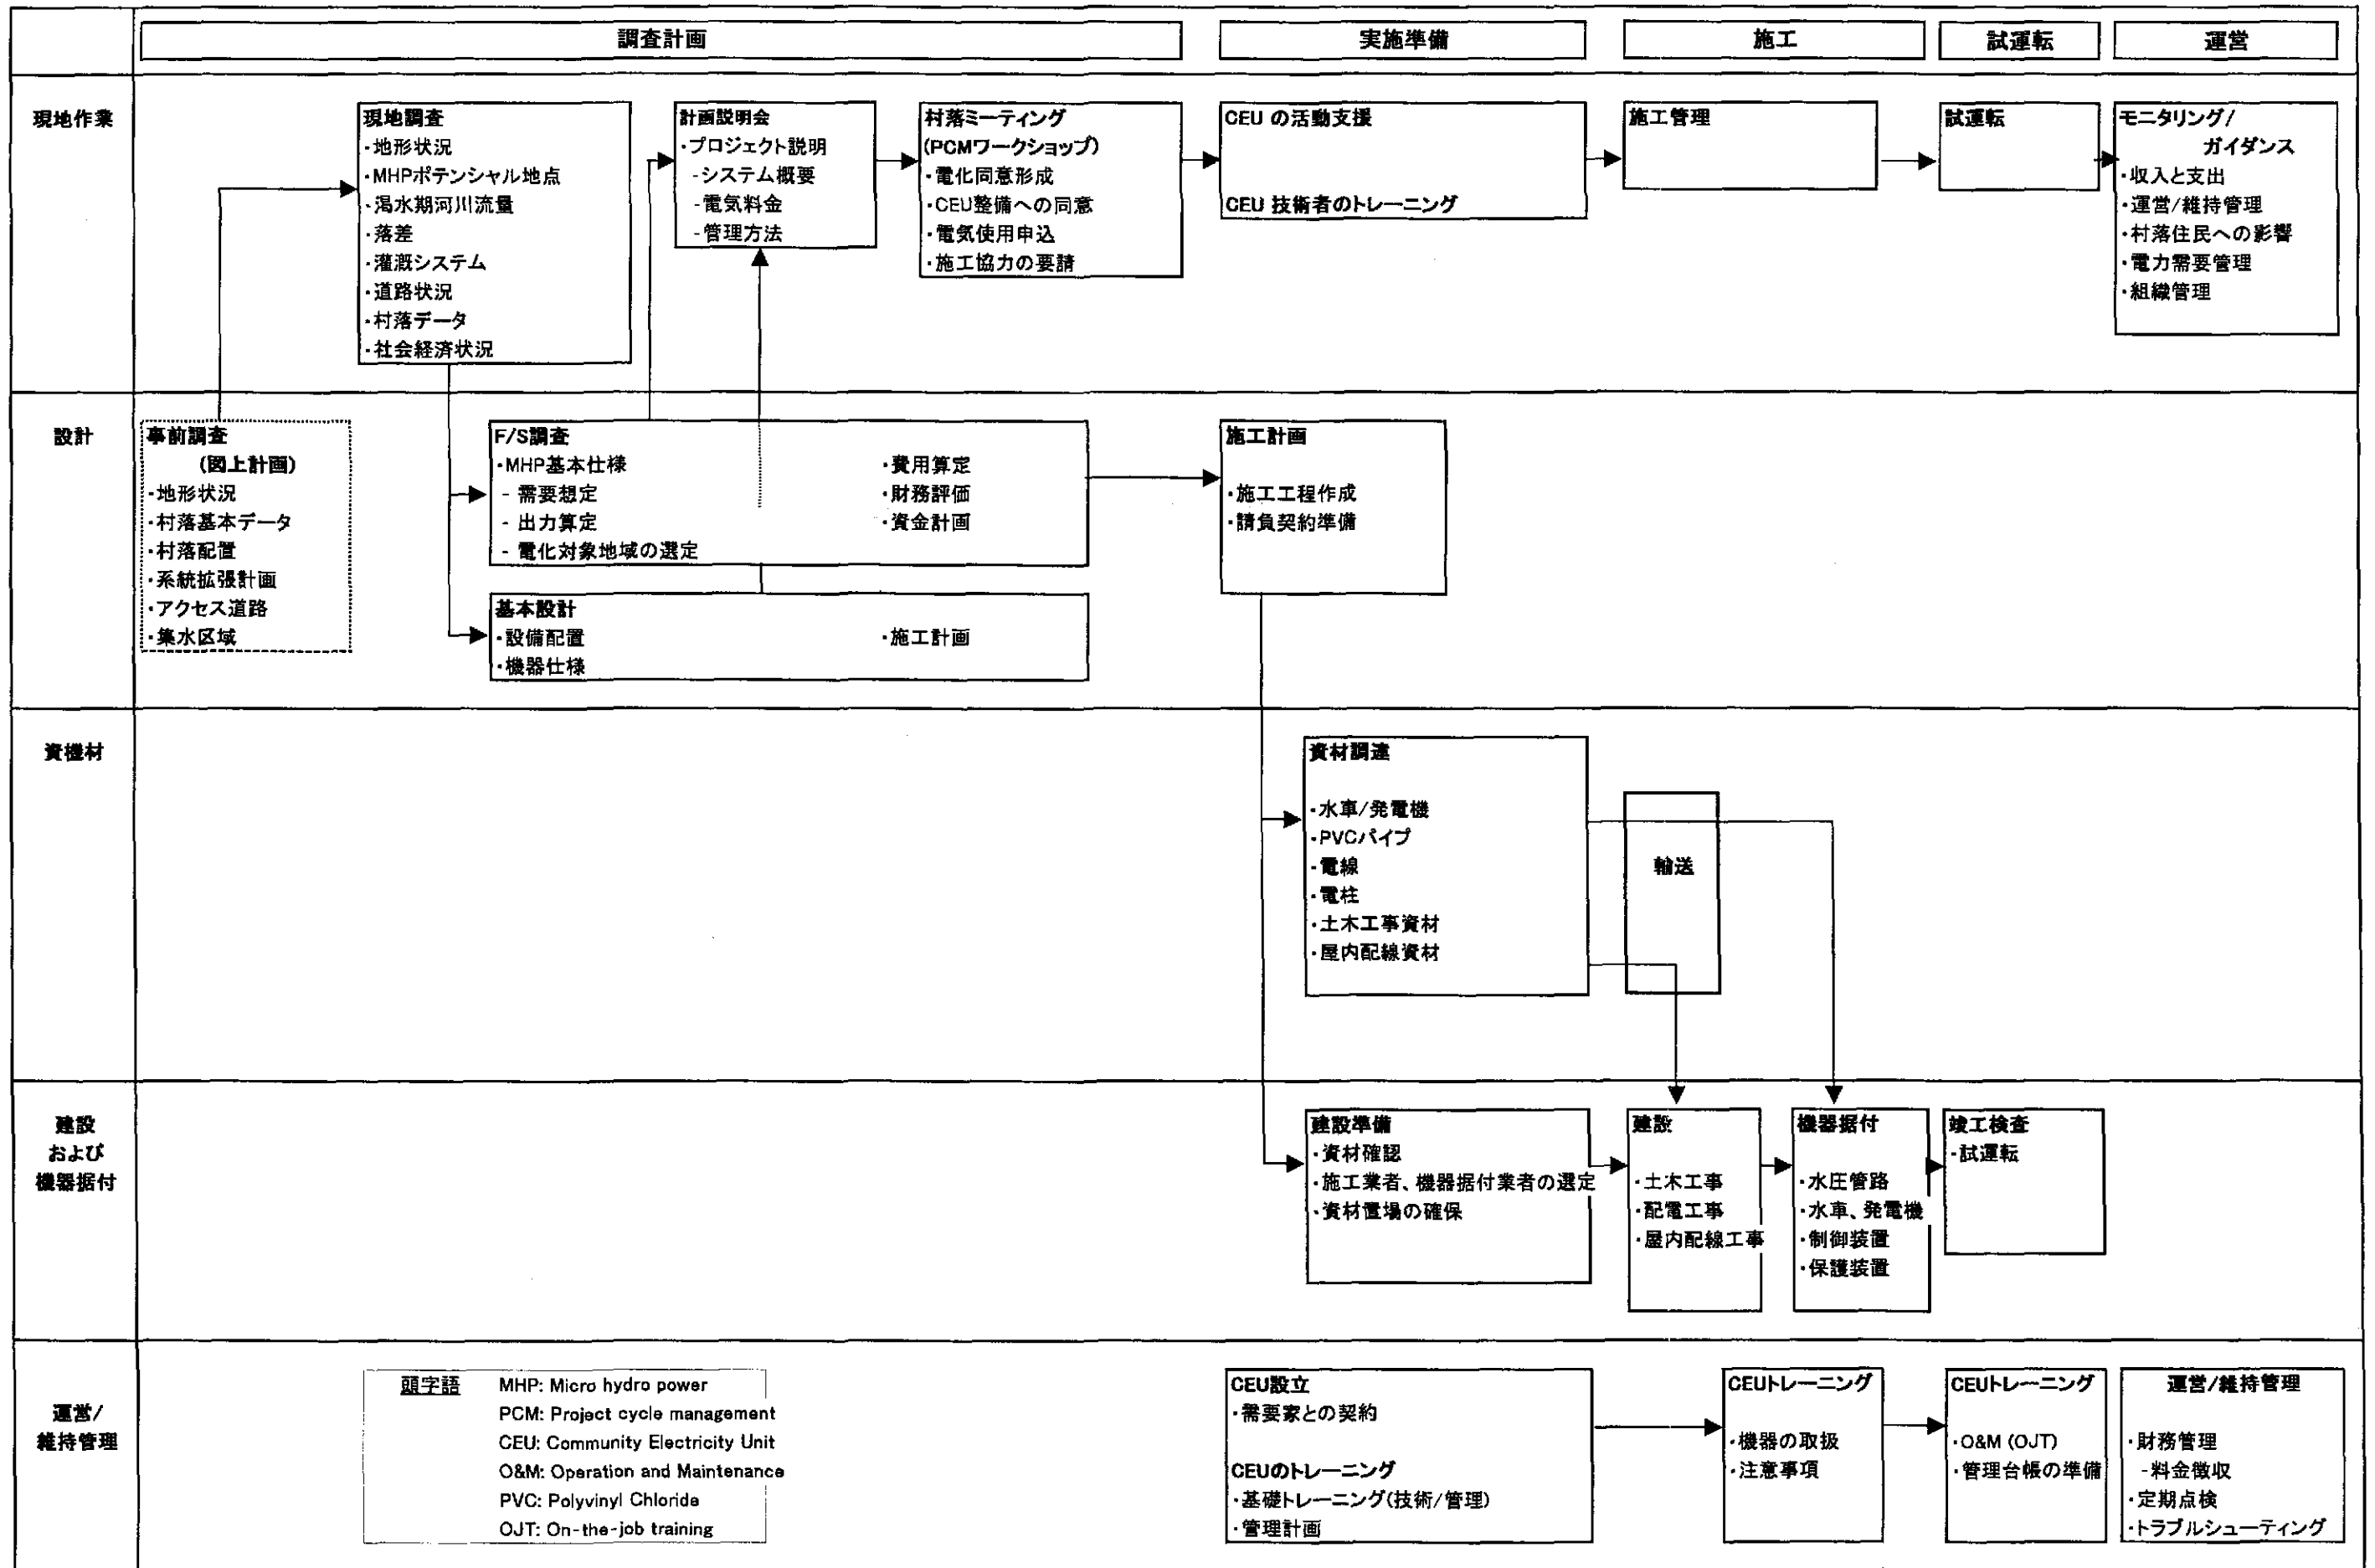 調査計画
実施準備
施工
試運転
運営
現地作業
現地調査
・地形状況
・MHPポテンシャル地点
・渇水期河川流量
・落差
・灌漑システム
・道路状況
・村落データ
・社会経済状況
計画説明会
・プロジェクト説明
-システム概要
-電気料金
-管理方法
村落ミーティング
(PCMワークショップ)
・電化同意形成
・CEU整備への同意
・電気使用申込
・施工協力の要請
CEU の活動支援
CEU 技術者のトレーニング
施工管理
試運転
モニタリング/
ガイダンス
・収入と支出
・運営/維持管理
・村落住民への影響
・電力需要管理
・組織管理
設計
事前調査
(図上計画)
・地形状況
・村落基本データ
・村落配置
・系統拡張計画
・アクセス道路
・集水区域
F/S調査
・MHP基本仕様
- 需要想定
- 出力算定
- 電化対象地域の選定
・費用算定
・財務評価
・資金計画
基本設計
・設備配置
・機器仕様
・施工計画
施工計画
・施工工程作成
・請負契約準備
資機材
資材調達
・水車/発電機
・PVCパイプ
・電線
・電柱
・土木工事資材
・屋内配線資材
輸送
建設
および
機器据付
建設準備
・資材確認
・施工業者、機器据付業者の選定
・資材置場の確保
建設
・土木工事
・配電工事
・屋内配線工事
機器据付
・水圧管路
・水車、発電機
・制御装置
・保護装置
竣工検査
・試運転
運営/
維持管理
頭字語
MHP: Micro hydro power
PCM: Project cycle management
CEU: Community Electricity Unit
O&M: Operation and Maintenance
PVC: Polyvinyl Chloride
OJT: On-the-job training
CEU設立
・需要家との契約
CEUのトレーニング
・基礎トレーニング(技術/管理)
・管理計画
CEUトレーニング
・機器の取扱
・注意事項
CEUトレーニング
・O&M (OJT)
・管理台帳の準備
運営/維持管理
・財務管理
-料金徴収
・定期点検
・トラブルシューティング